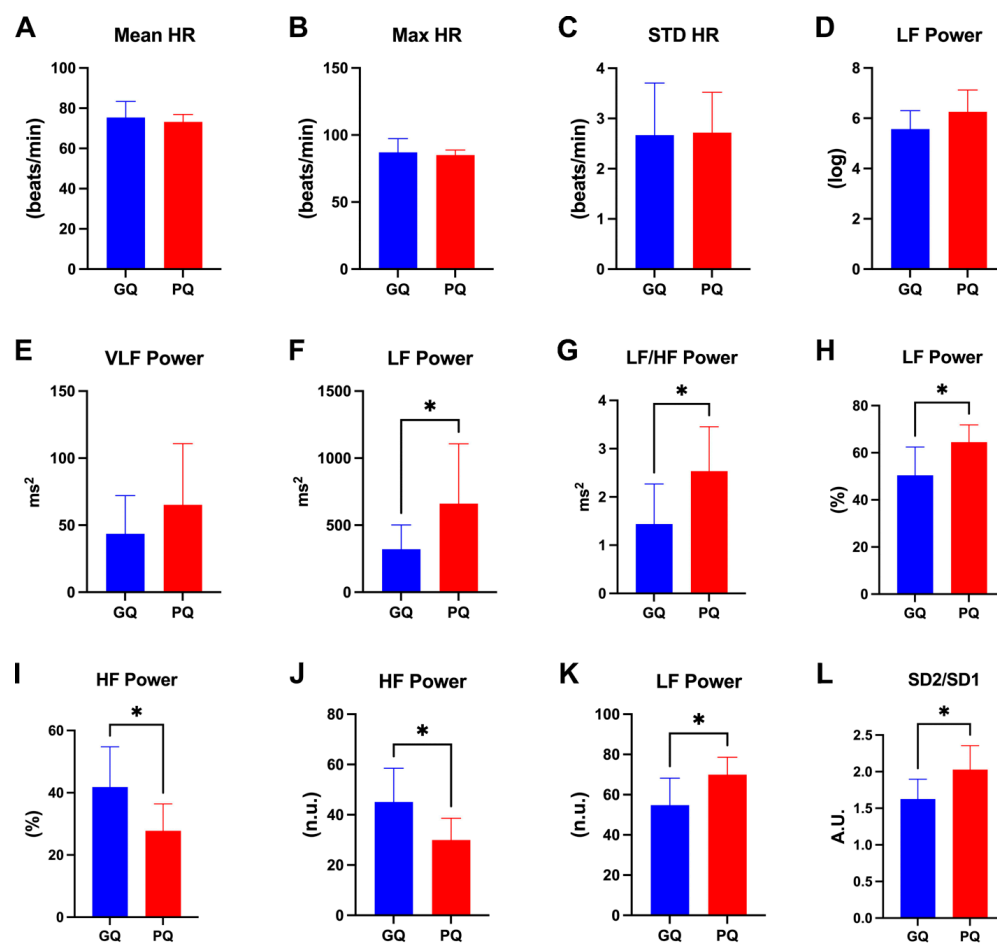 A
Mean HR
(beats/min)
100
80
60
40
20
0
GQ PQ
B
Max HR
(beats/min)
150
100
50
0
GQ PQ
C
STD HR
(beats/min)
4
3
2
1
0
GQ PQ
D
LF Power
(log)
8
6
4
2
0
GQ PQ
E
VLF Power
ms²
150
100
50
0
GQ PQ
F
LF Power
ms²
1500
1000
500
0
*
GQ PQ
G
LF/HF Power
ms²
4
3
2
1
0
*
GQ PQ
H
LF Power
(%)
80
60
40
20
0
*
GQ PQ
I
HF Power
(%)
60
40
20
0
*
GQ PQ
J
HF Power
(n.u.)
80
60
40
20
0
*
GQ PQ
K
LF Power
(n.u.)
100
80
60
40
20
0
*
GQ PQ
L
SD2/SD1
A.U.
2.5
2.0
1.5
1.0
0.5
0.0
*
GQ PQ